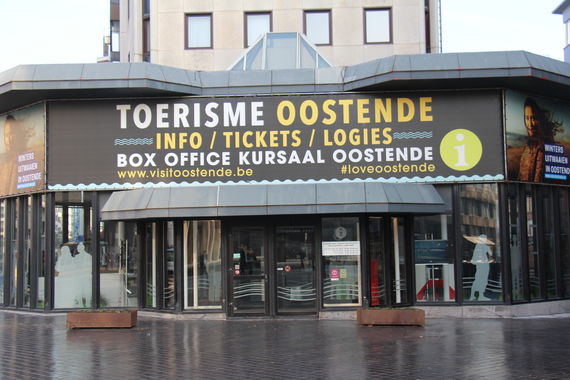 TOERISME OOSTENDE
INFO / TICKETS / LOGIES
BOX OFFICE KURSAAL OOSTENDE
www.visitoostende.be #loveoostende
i
WINTERS
UITWAAIEN
IN OOSTENDE
WINTERS
UITWAAIEN
IN OOSTENDE
i